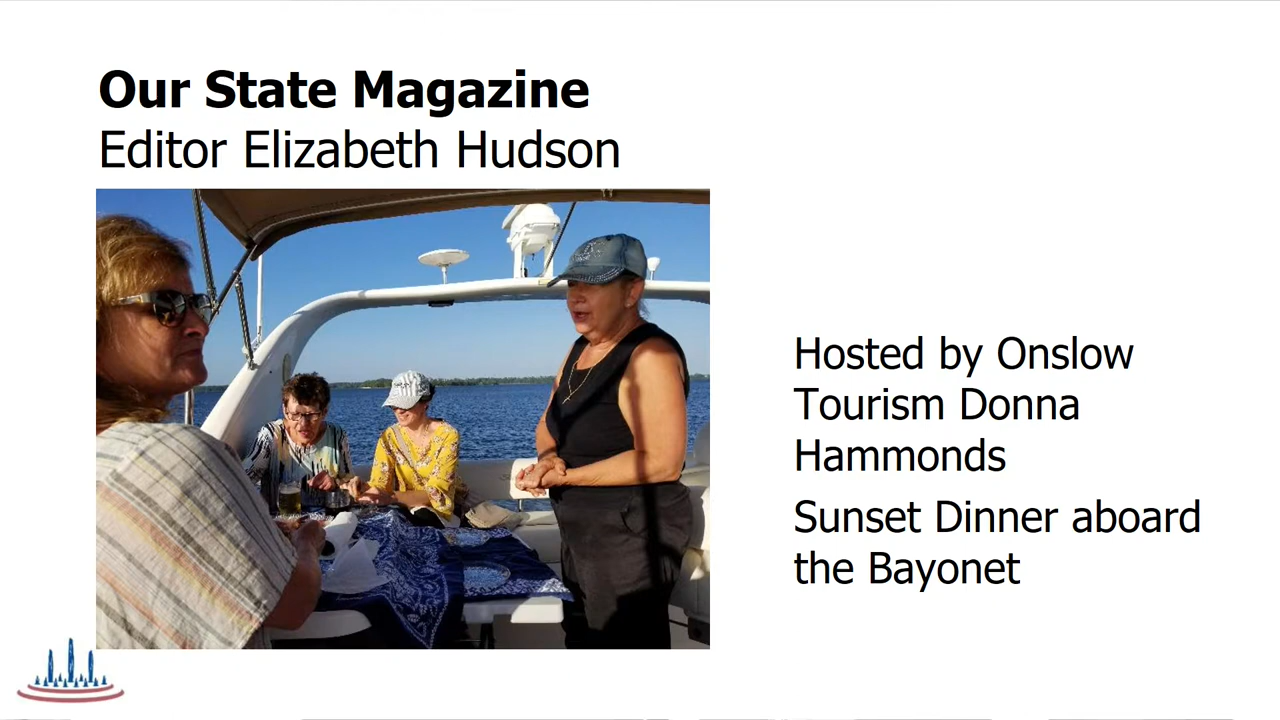 Our State Magazine
Editor Elizabeth Hudson
Hosted by Onslow
Tourism Donna
Hammonds
Sunset Dinner aboard
the Bayonet